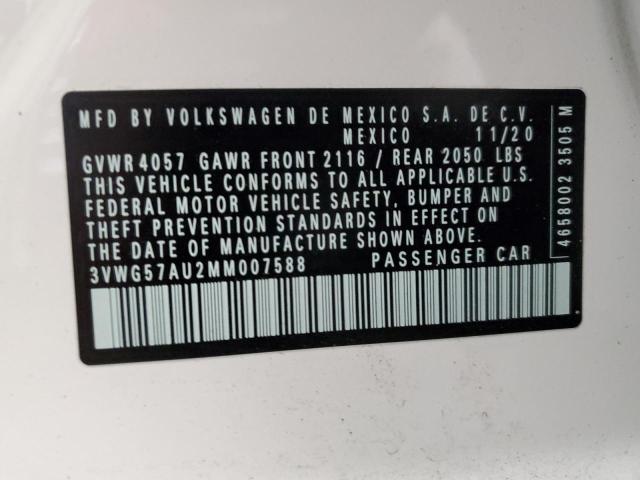 MFD BY VOLKSWAGEN DE MEXICO S.A. DE C.V.
MEXICO 11/20
GVWR 4057 GAWR FRONT 2116 / REAR 2050 LBS
THIS VEHICLE CONFORMS TO ALL APPLICABLE U.S.
FEDERAL MOTOR VEHICLE SAFETY, BUMPER AND
THEFT PREVENTION STANDARDS IN EFFECT ON
THE DATE OF MANUFACTURE SHOWN ABOVE.
3VWG57AU2MM007588 PASSENGER CAR
4658002 3505 M